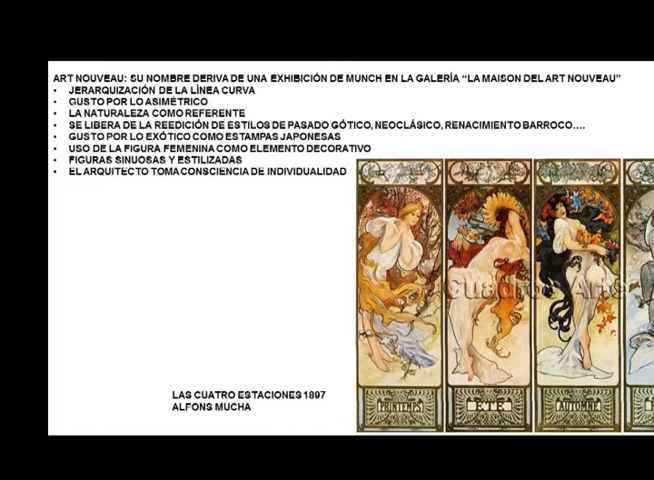 ART NOUVEAU: SU NOMBRE DERIVA DE UNA EXHIBICIÓN DE MUNCH EN LA GALERÍA “LA MAISON DEL ART NOUVEAU”
• JERARQUIZACIÓN DE LA LÍNEA CURVA
• GUSTO POR LO ASIMÉTRICO
• LA NATURALEZA COMO REFERENTE
• SE LIBERA DE LA REEDICIÓN DE ESTILOS DE PASADO GÓTICO, NEOCLÁSICO, RENACIMIENTO BARROCO….
• GUSTO POR LO EXÓTICO COMO ESTAMPAS JAPONESAS
• USO DE LA FIGURA FEMENINA COMO ELEMENTO DECORATIVO
• FIGURAS SINUOSAS Y ESTILIZADAS
• EL ARQUITECTO TOMA CONSCIENCIA DE INDIVIDUALIDAD
Cuadros Arte
LAS CUATRO ESTACIONES 1897
ALFONS MUCHA
PRINTEMPS
ETE
AUTOMNE